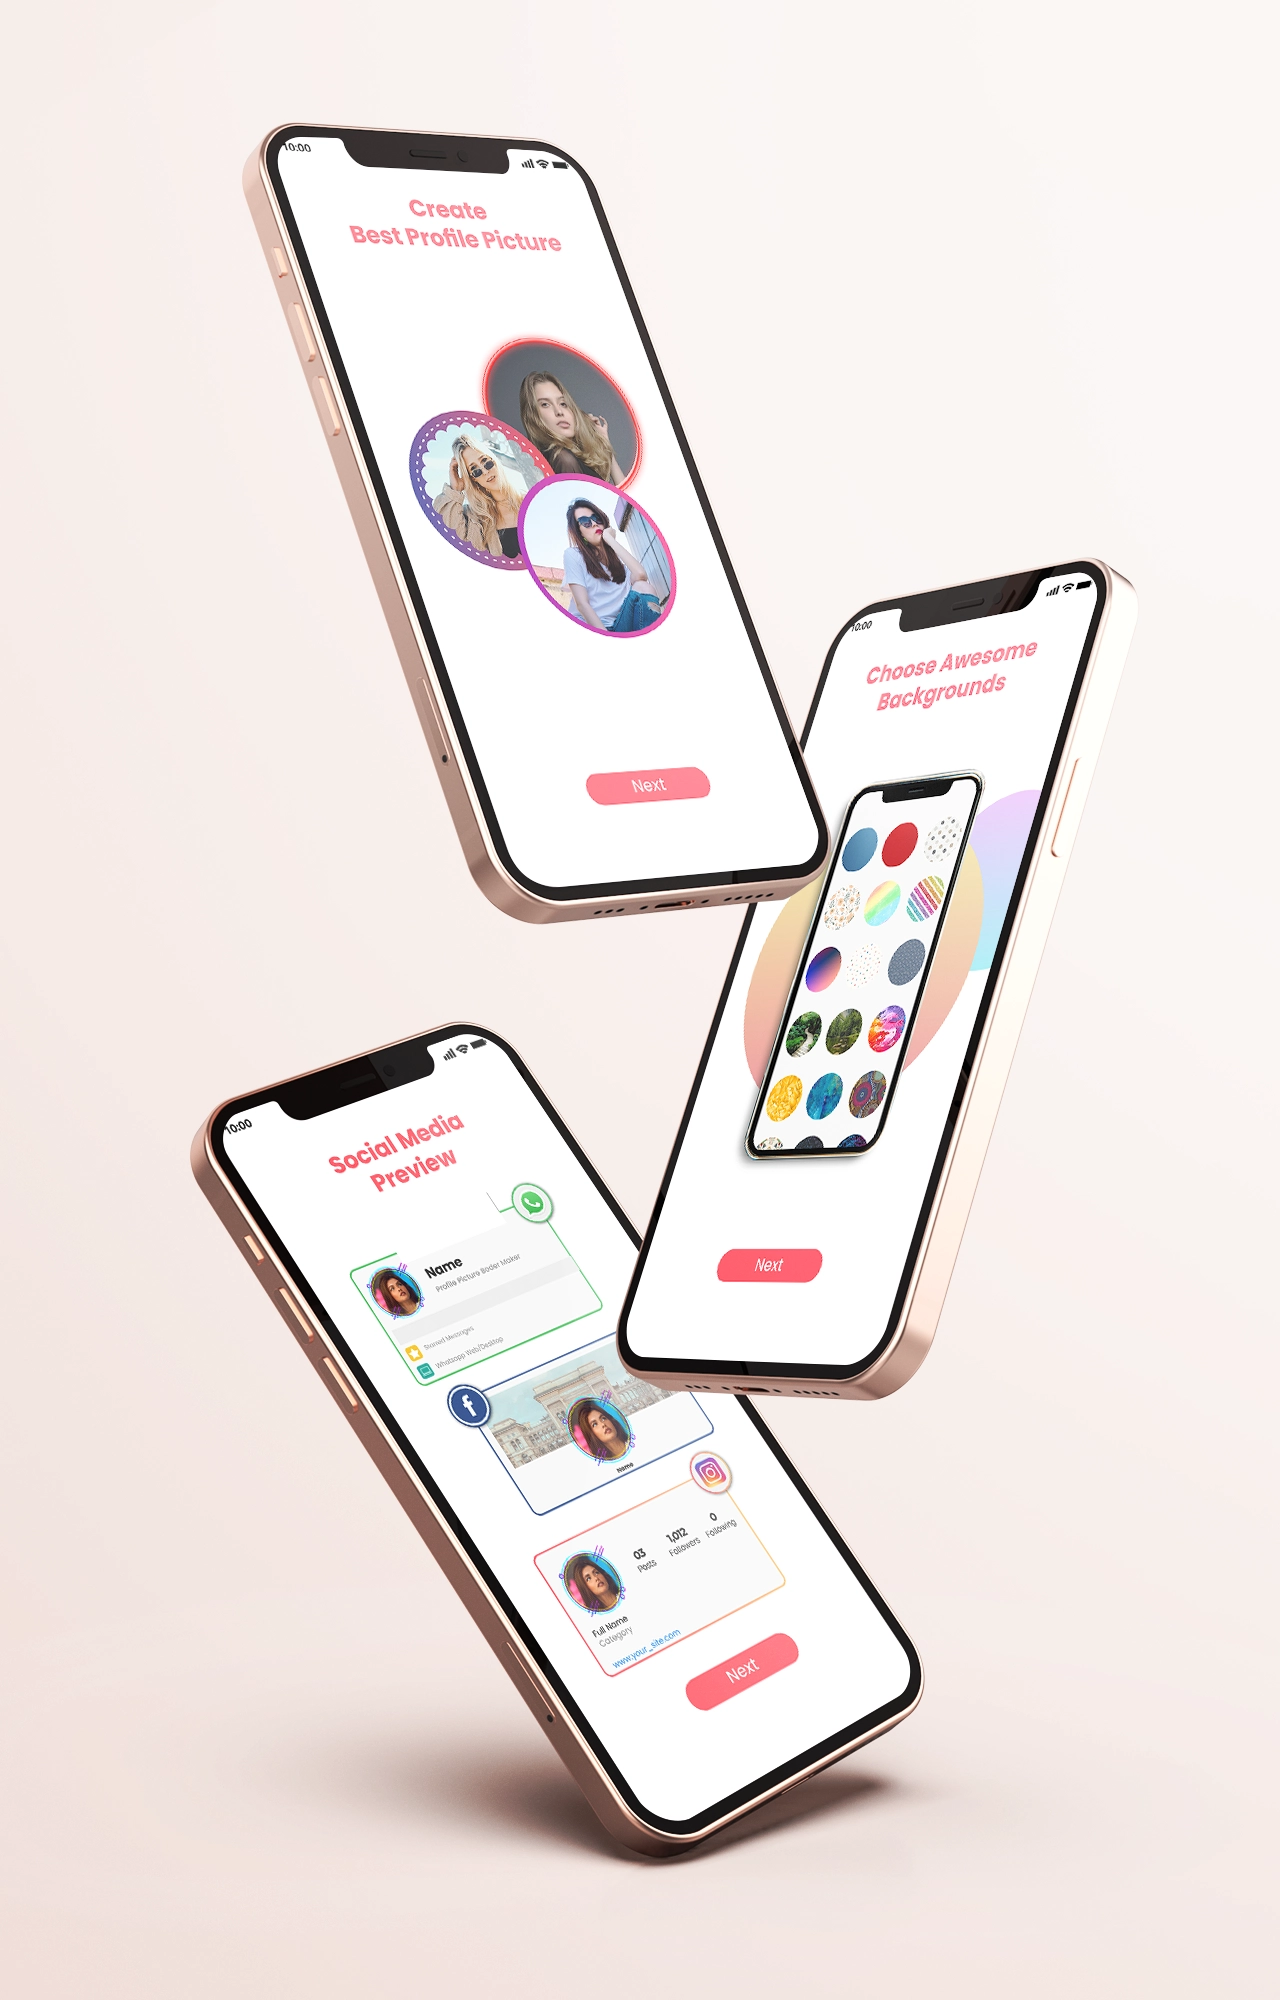 10:00
Create
Best Profile Picture
Next
10:00
Choose Awesome
Backgrounds
Next
10:00
Social Media
Preview
Name
Profile Picture Boder Maker
Starred Messages
Whatsapp Web/Desktop
Name
03
Posts
1,012
Followers
0
Following
Full Name
Category
www.your_site.com
Next